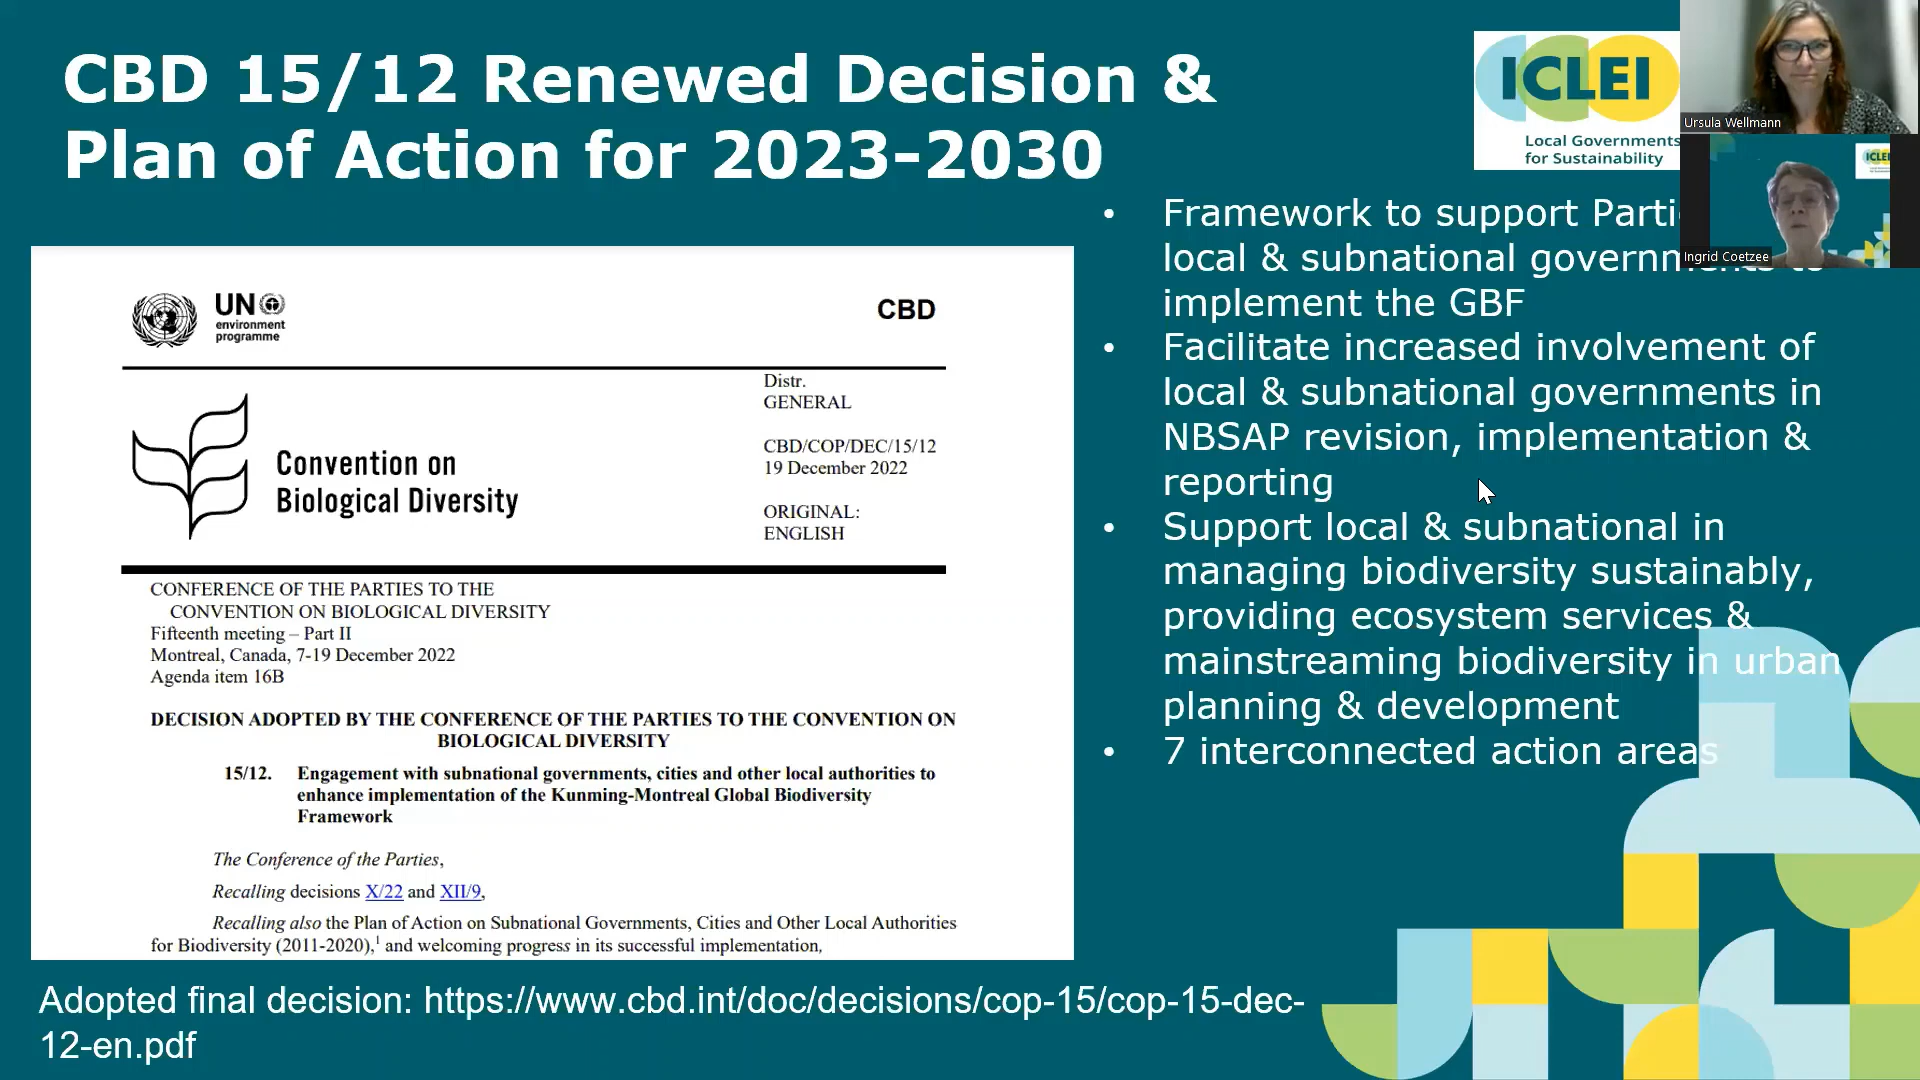 CBD 15/12 Renewed Decision &
Plan of Action for 2023-2030
ICLEI
Local Governments
for Sustainability
Ursula Wellmann
ICLEI
Ingrid Coetzee
UN
environment
programme
CBD
Distr.
GENERAL
CBD/COP/DEC/15/12
19 December 2022
ORIGINAL:
ENGLISH
Convention on
Biological Diversity
CONFERENCE OF THE PARTIES TO THE
CONVENTION ON BIOLOGICAL DIVERSITY
Fifteenth meeting – Part II
Montreal, Canada, 7-19 December 2022
Agenda item 16B
DECISION ADOPTED BY THE CONFERENCE OF THE PARTIES TO THE CONVENTION ON
BIOLOGICAL DIVERSITY
15/12. Engagement with subnational governments, cities and other local authorities to
enhance implementation of the Kunming-Montreal Global Biodiversity
Framework
The Conference of the Parties,
Recalling decisions X/22 and XII/9,
Recalling also the Plan of Action on Subnational Governments, Cities and Other Local Authorities
for Biodiversity (2011-2020),1 and welcoming progress in its successful implementation,
• Framework to support
local & subnational governments to
implement the GBF
• Facilitate increased involvement of
local & subnational governments in
NBSAP revision, implementation &
reporting
• Support local & subnational in
managing biodiversity sustainably,
providing ecosystem services &
mainstreaming biodiversity in urban
planning & development
• 7 interconnected action areas
Adopted final decision: https://www.cbd.int/doc/decisions/cop-15/cop-15-dec-
12-en.pdf